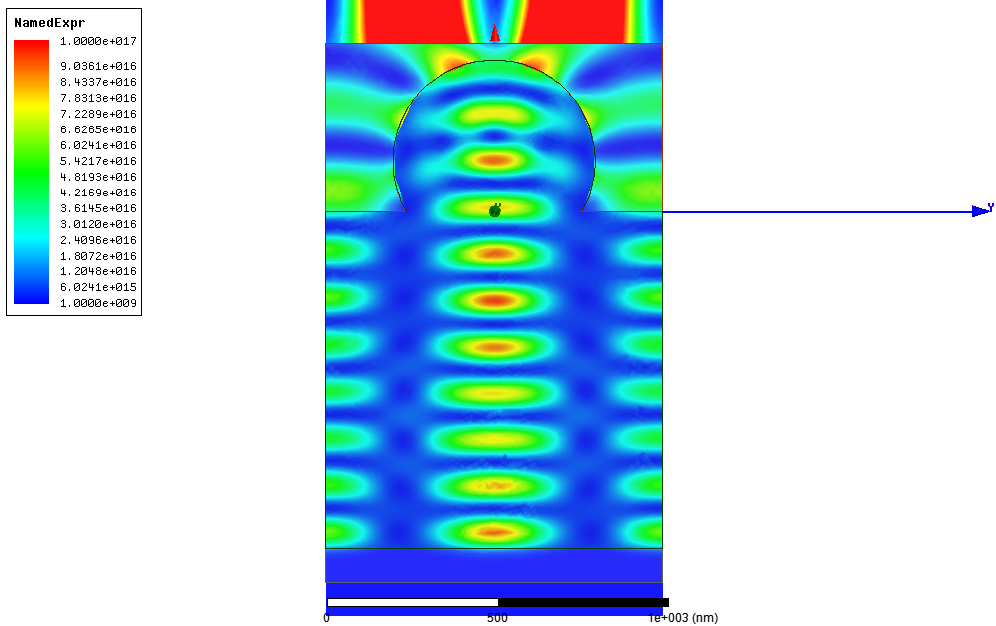 NamedExpr
1.0000e+017
9.0361e+016
8.4337e+016
7.8313e+016
7.2289e+016
6.6265e+016
6.0241e+016
5.4217e+016
4.8193e+016
4.2169e+016
3.6145e+016
3.0120e+016
2.4096e+016
1.8072e+016
1.2048e+016
6.0241e+015
1.0000e+009
Y
0 500 1e+003 (nm)